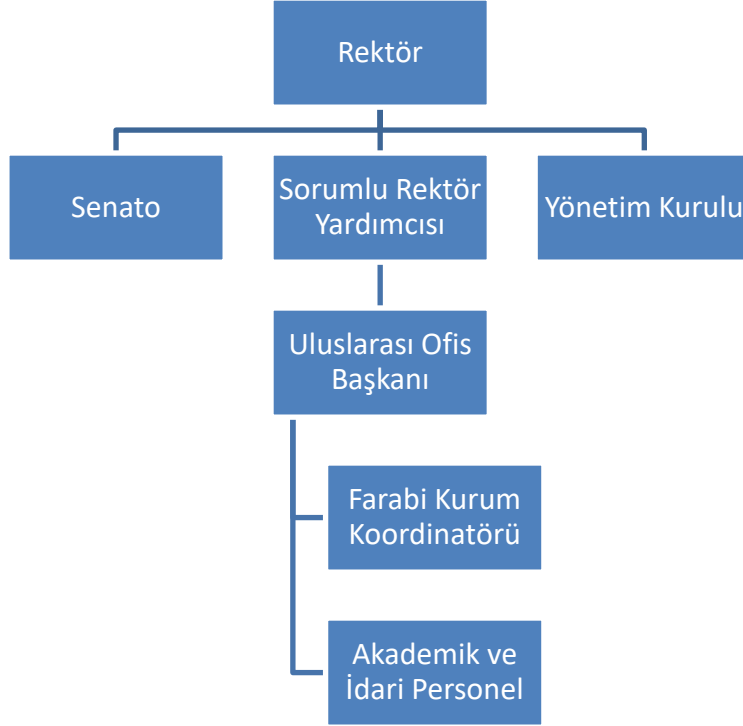 Rektör
Senato
Sorumlu Rektör
Yardımcısı
Yönetim Kurulu
Uluslarası Ofis
Başkanı
Farabi Kurum
Koordinatörü
Akademik ve
İdari Personel